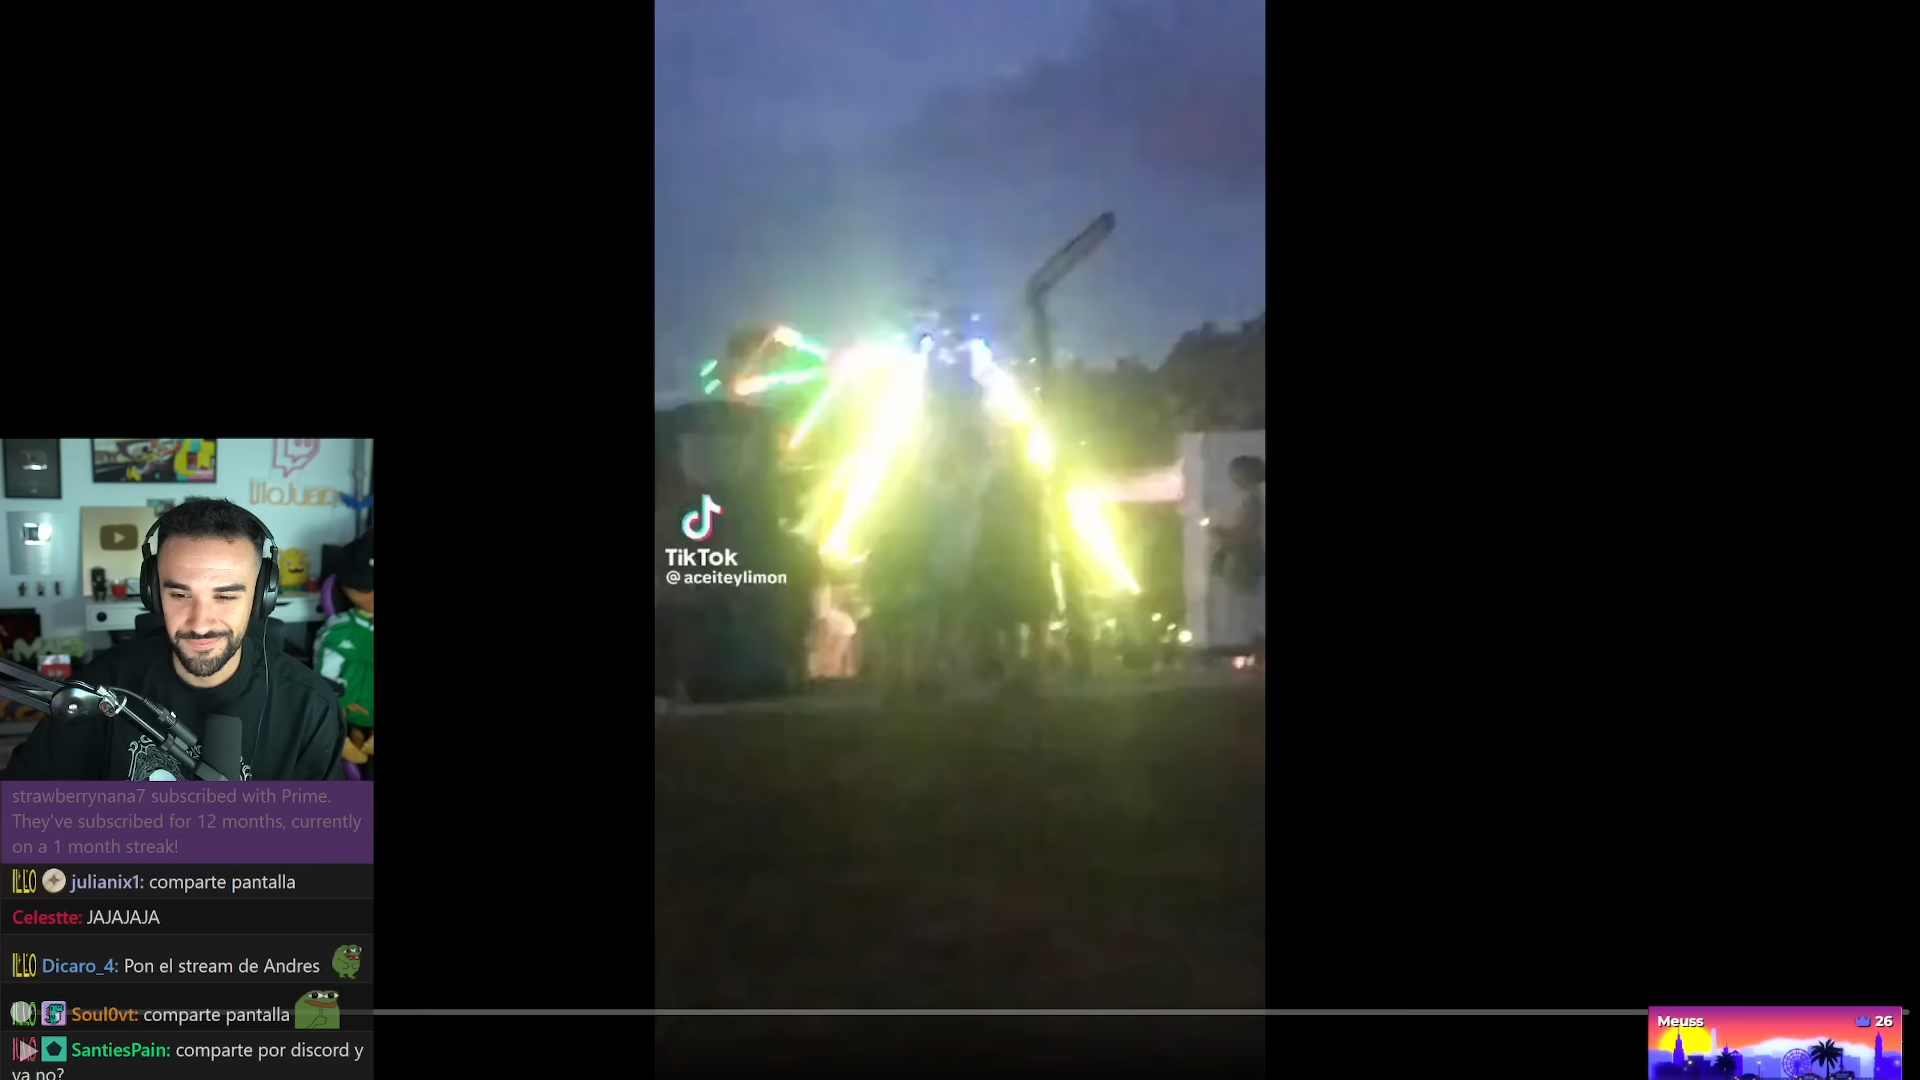 TikTok
@aceiteylimon
IlloJuan
strawberrynana7 subscribed with Prime.
They've subscribed for 12 months, currently
on a 1 month streak!
julianix1: comparte pantalla
Celestte: JAJAJAJA
Dicaro_4: Pon el stream de Andres
Soul0vt: comparte pantalla
SantiesPain: comparte por discord y
ya no?
Meuss
26